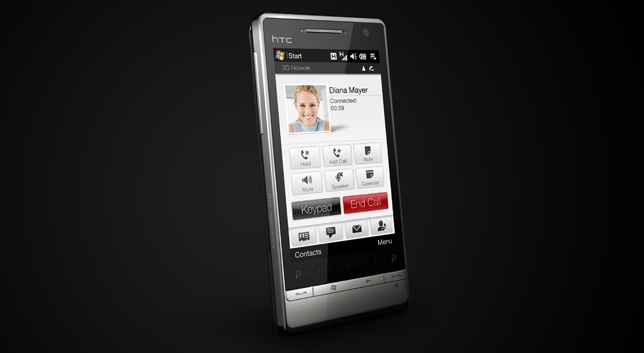 hTC
Start
3G Network
Diana Mayer
Connected:
00:29
Hold
Add Call
Note
Mute
Speaker
Calendar
Keypad
End Call
Contacts
Menu